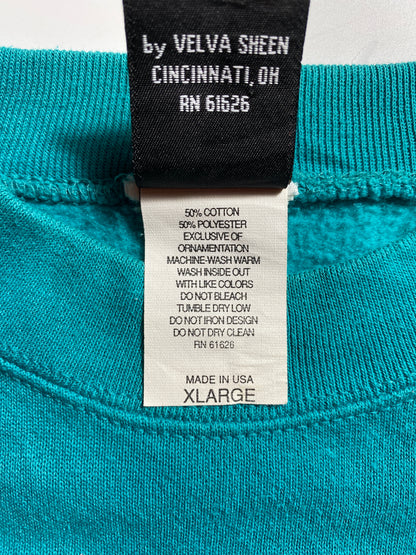 by VELVA SHEEN
CINCINNATI, OH
RN 61626
50% COTTON
50% POLYESTER
EXCLUSIVE OF
ORNAMENTATION
MACHINE-WASH WARM
WASH INSIDE OUT
WITH LIKE COLORS
DO NOT BLEACH
TUMBLE DRY LOW
DO NOT IRON DESIGN
DO NOT DRY CLEAN
RN 61626
MADE IN USA
XLARGE